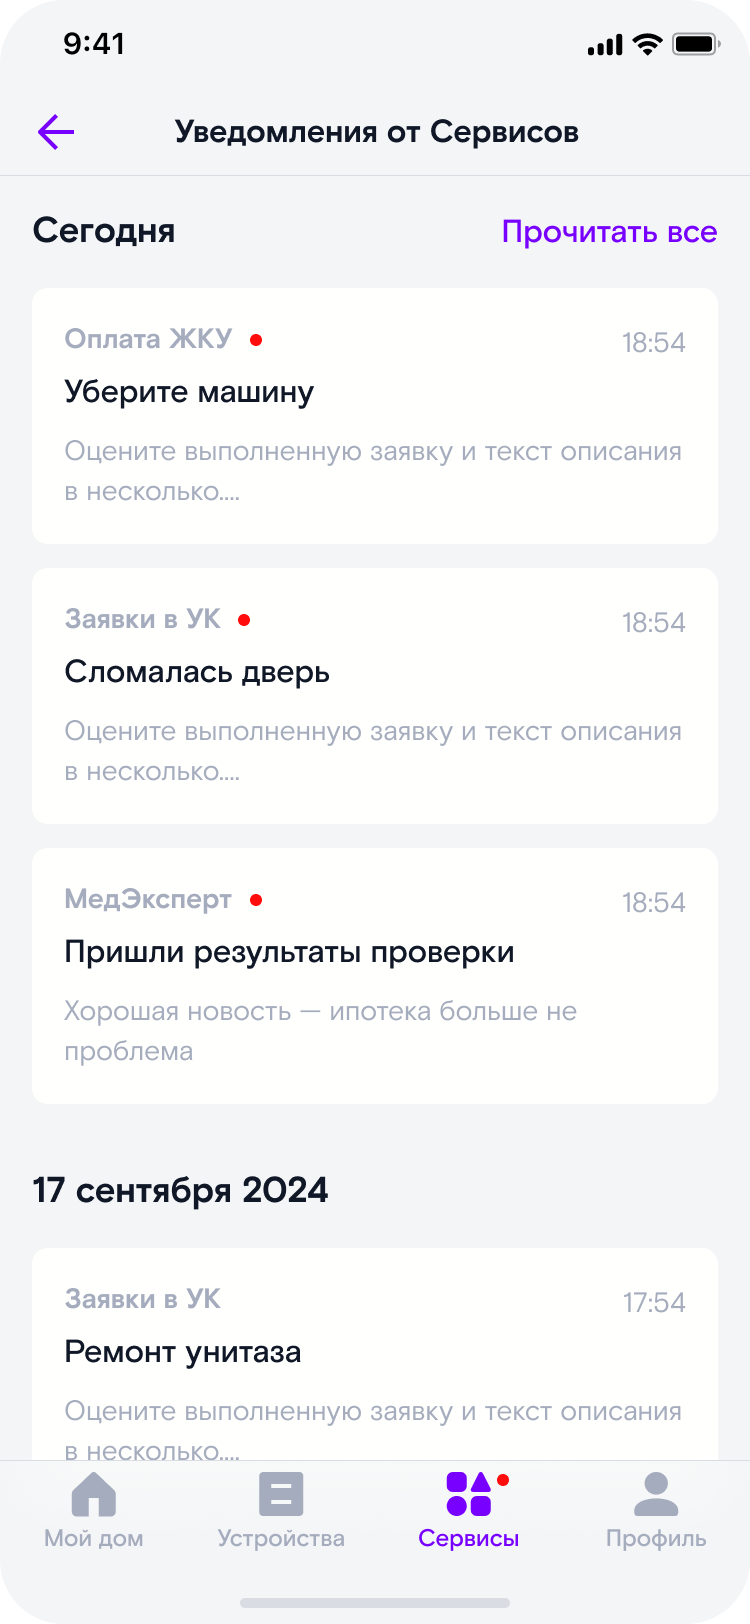 9:41
Уведомления от Сервисов
Сегодня
Прочитать все
Оплата ЖКУ
18:54
Уберите машину
Оцените выполненную заявку и текст описания
в несколько....
Заявки в УК
18:54
Сломалась дверь
Оцените выполненную заявку и текст описания
в несколько....
МедЭксперт
18:54
Пришли результаты проверки
Хорошая новость — ипотека больше не
проблема
17 сентября 2024
Заявки в УК
17:54
Ремонт унитаза
Оцените выполненную заявку и текст описания
в несколько....
Мой дом
Устройства
Сервисы
Профиль